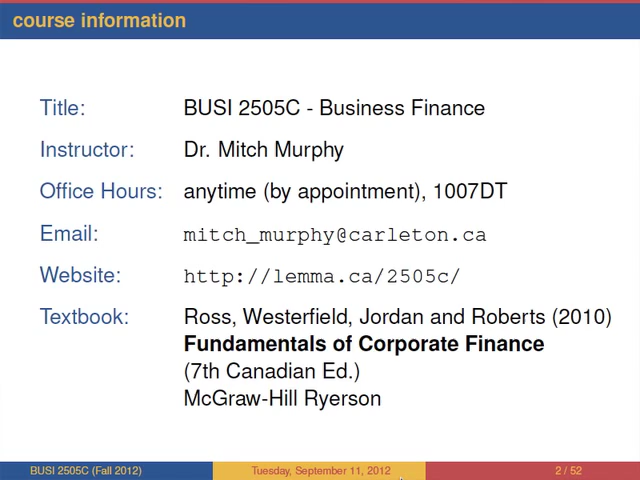 course information
Title: BUSI 2505C - Business Finance
Instructor: Dr. Mitch Murphy
Office Hours: anytime (by appointment), 1007DT
Email: mitch_murphy@carleton.ca
Website: http://lemma.ca/2505c/
Textbook: Ross, Westerfield, Jordan and Roberts (2010)
Fundamentals of Corporate Finance
(7th Canadian Ed.)
McGraw-Hill Ryerson
BUSI 2505C (Fall 2012) Tuesday, September 11, 2012 2 / 52